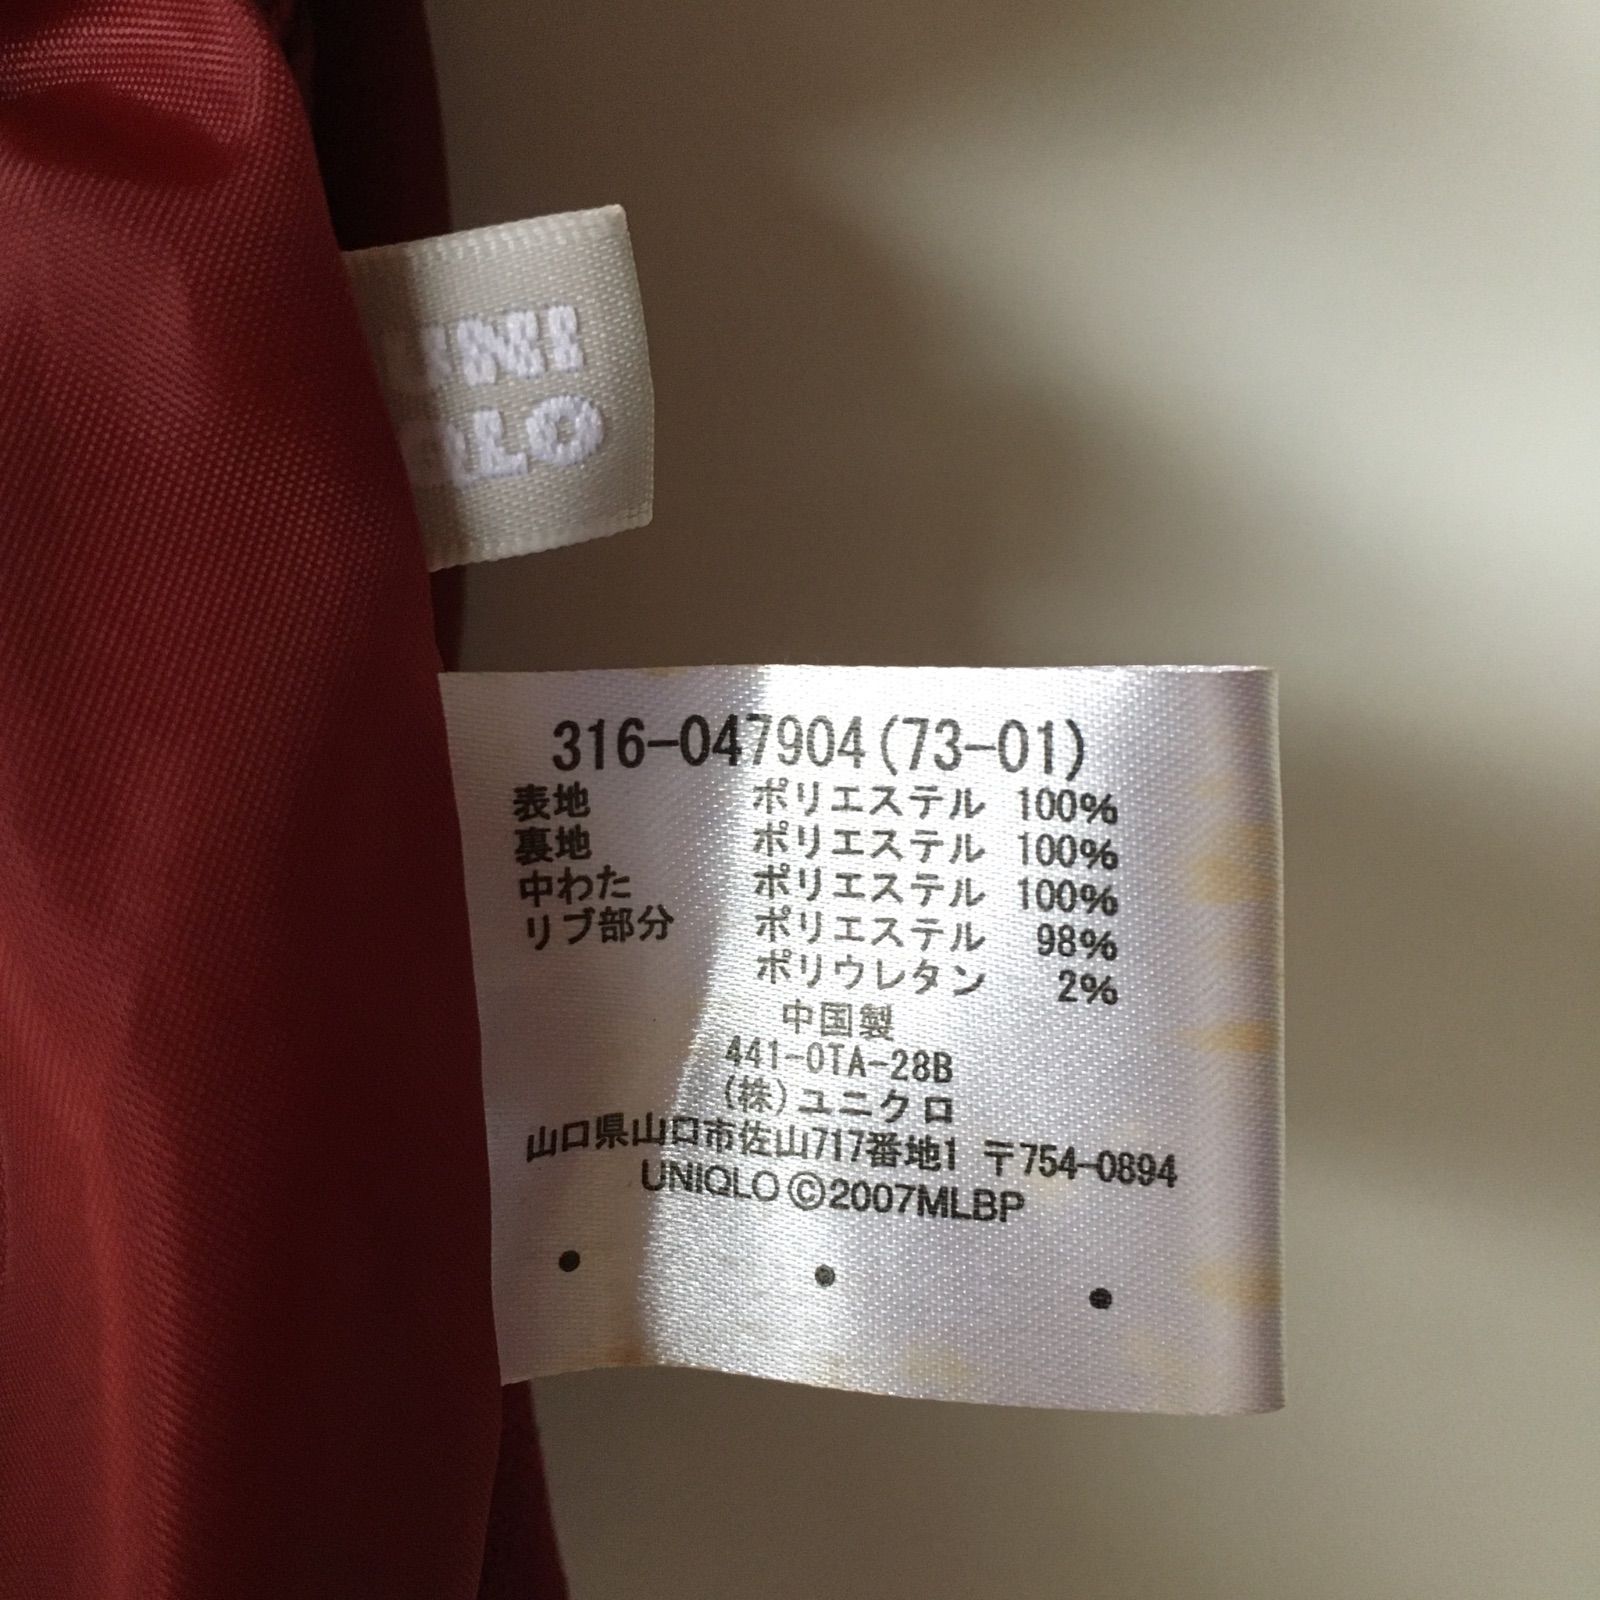 UNI
QLO
316-047904(73-01)
表地 ポリエステル 100%
裏地 ポリエステル 100%
中わた ポリエステル 100%
リブ部分 ポリエステル 98%
ポリウレタン 2%
中国製
441-0TA-28B
(株)ユニクロ
山口県山口市佐山717番地1 〒754-0894
UNIQLO©2007MLBP